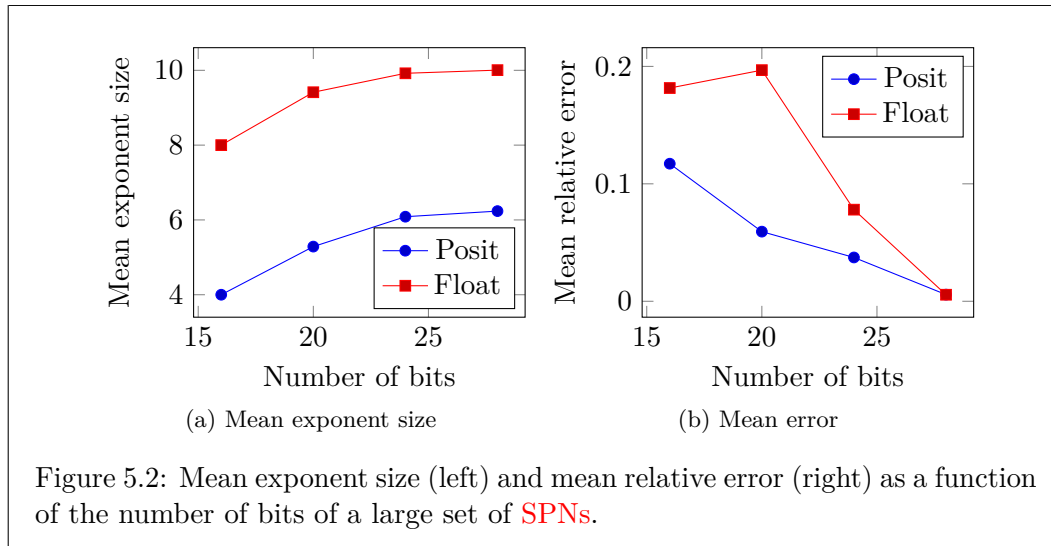 10
8
6
4
15
20
25
Mean exponent size
Number of bits
Posit
Float
(a) Mean exponent size
0.2
0.1
0
15
20
25
Mean relative error
Number of bits
Posit
Float
(b) Mean error
Figure 5.2: Mean exponent size (left) and mean relative error (right) as a function
of the number of bits of a large set of SPNs.